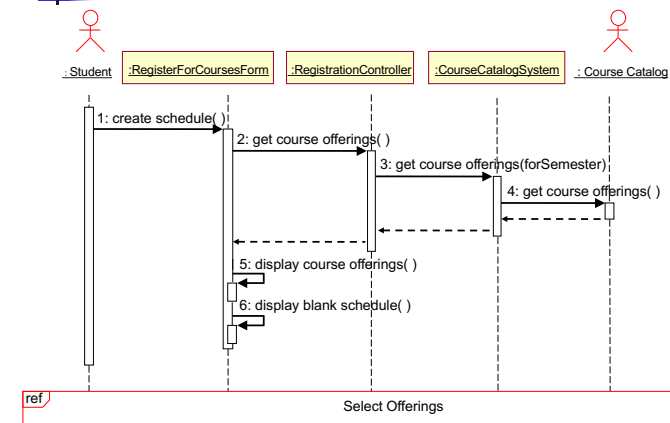 : Student
:RegisterForCoursesForm
:RegistrationController
:CourseCatalogSystem
: Course Catalog
1: create schedule( )
2: get course offerings( )
3: get course offerings(forSemester)
4: get course offerings( )
5: display course offerings( )
6: display blank schedule( )
ref
Select Offerings